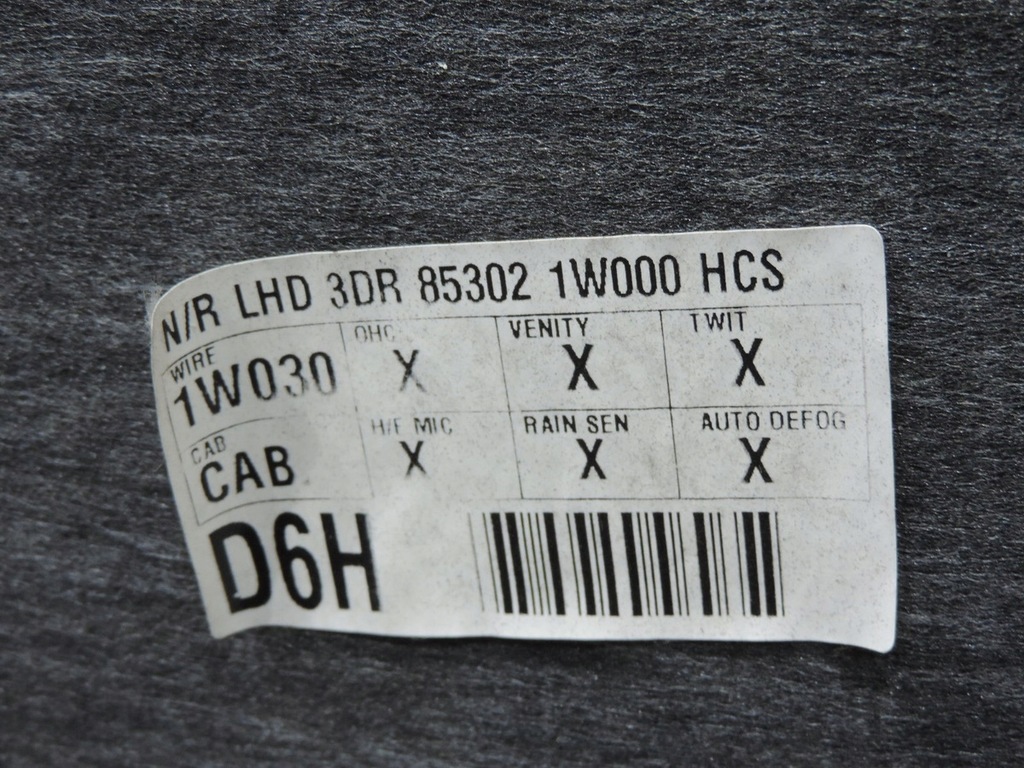 N/R LHD 3DR 85302 1W000 HCS
WIRE OHC VENITY TWIT
1W030 X X X
CAB H/F MIC RAIN SEN AUTO DEFOG
CAB X X X
D6H